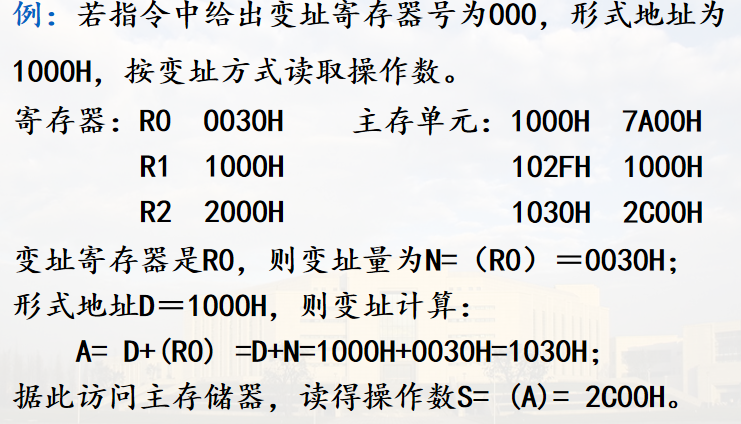 例：若指令中给出变址寄存器号为000，形式地址为
1000H，按变址方式读取操作数。
寄存器：R0 0030H 主存单元：1000H 7A00H
R1 1000H 102FH 1000H
R2 2000H 1030H 2C00H
变址寄存器是R0，则变址量为N=（R0）＝0030H；
形式地址D＝1000H，则变址计算：
A= D+(R0) =D+N=1000H+0030H=1030H；
据此访问主存储器，读得操作数S= (A)= 2C00H。